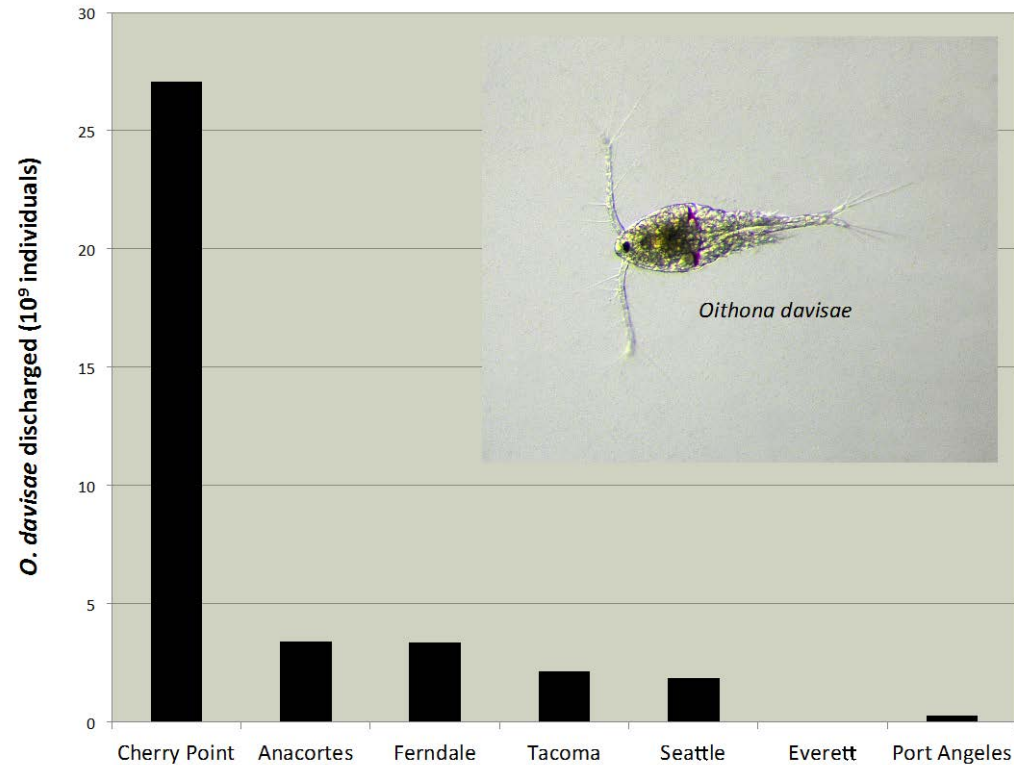 O. davisae discharged (10⁹ individuals)
30
25
20
15
10
5
0
Oithona davisae
Cherry Point Anacortes Ferndale Tacoma Seattle Everett Port Angeles